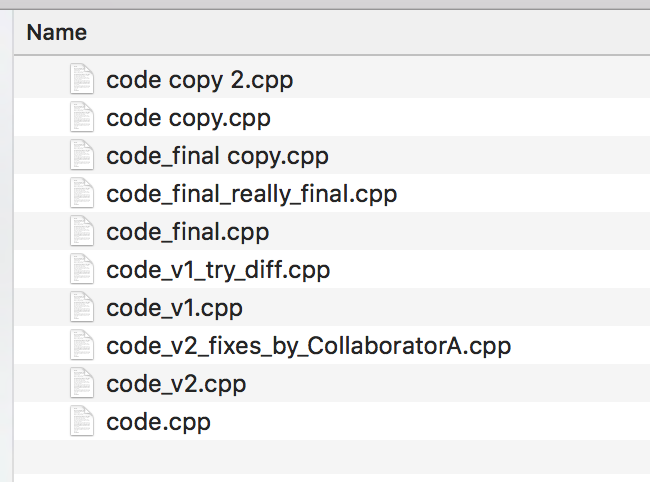 Name
code copy 2.cpp
code copy.cpp
code_final copy.cpp
code_final_really_final.cpp
code_final.cpp
code_v1_try_diff.cpp
code_v1.cpp
code_v2_fixes_by_CollaboratorA.cpp
code_v2.cpp
code.cpp